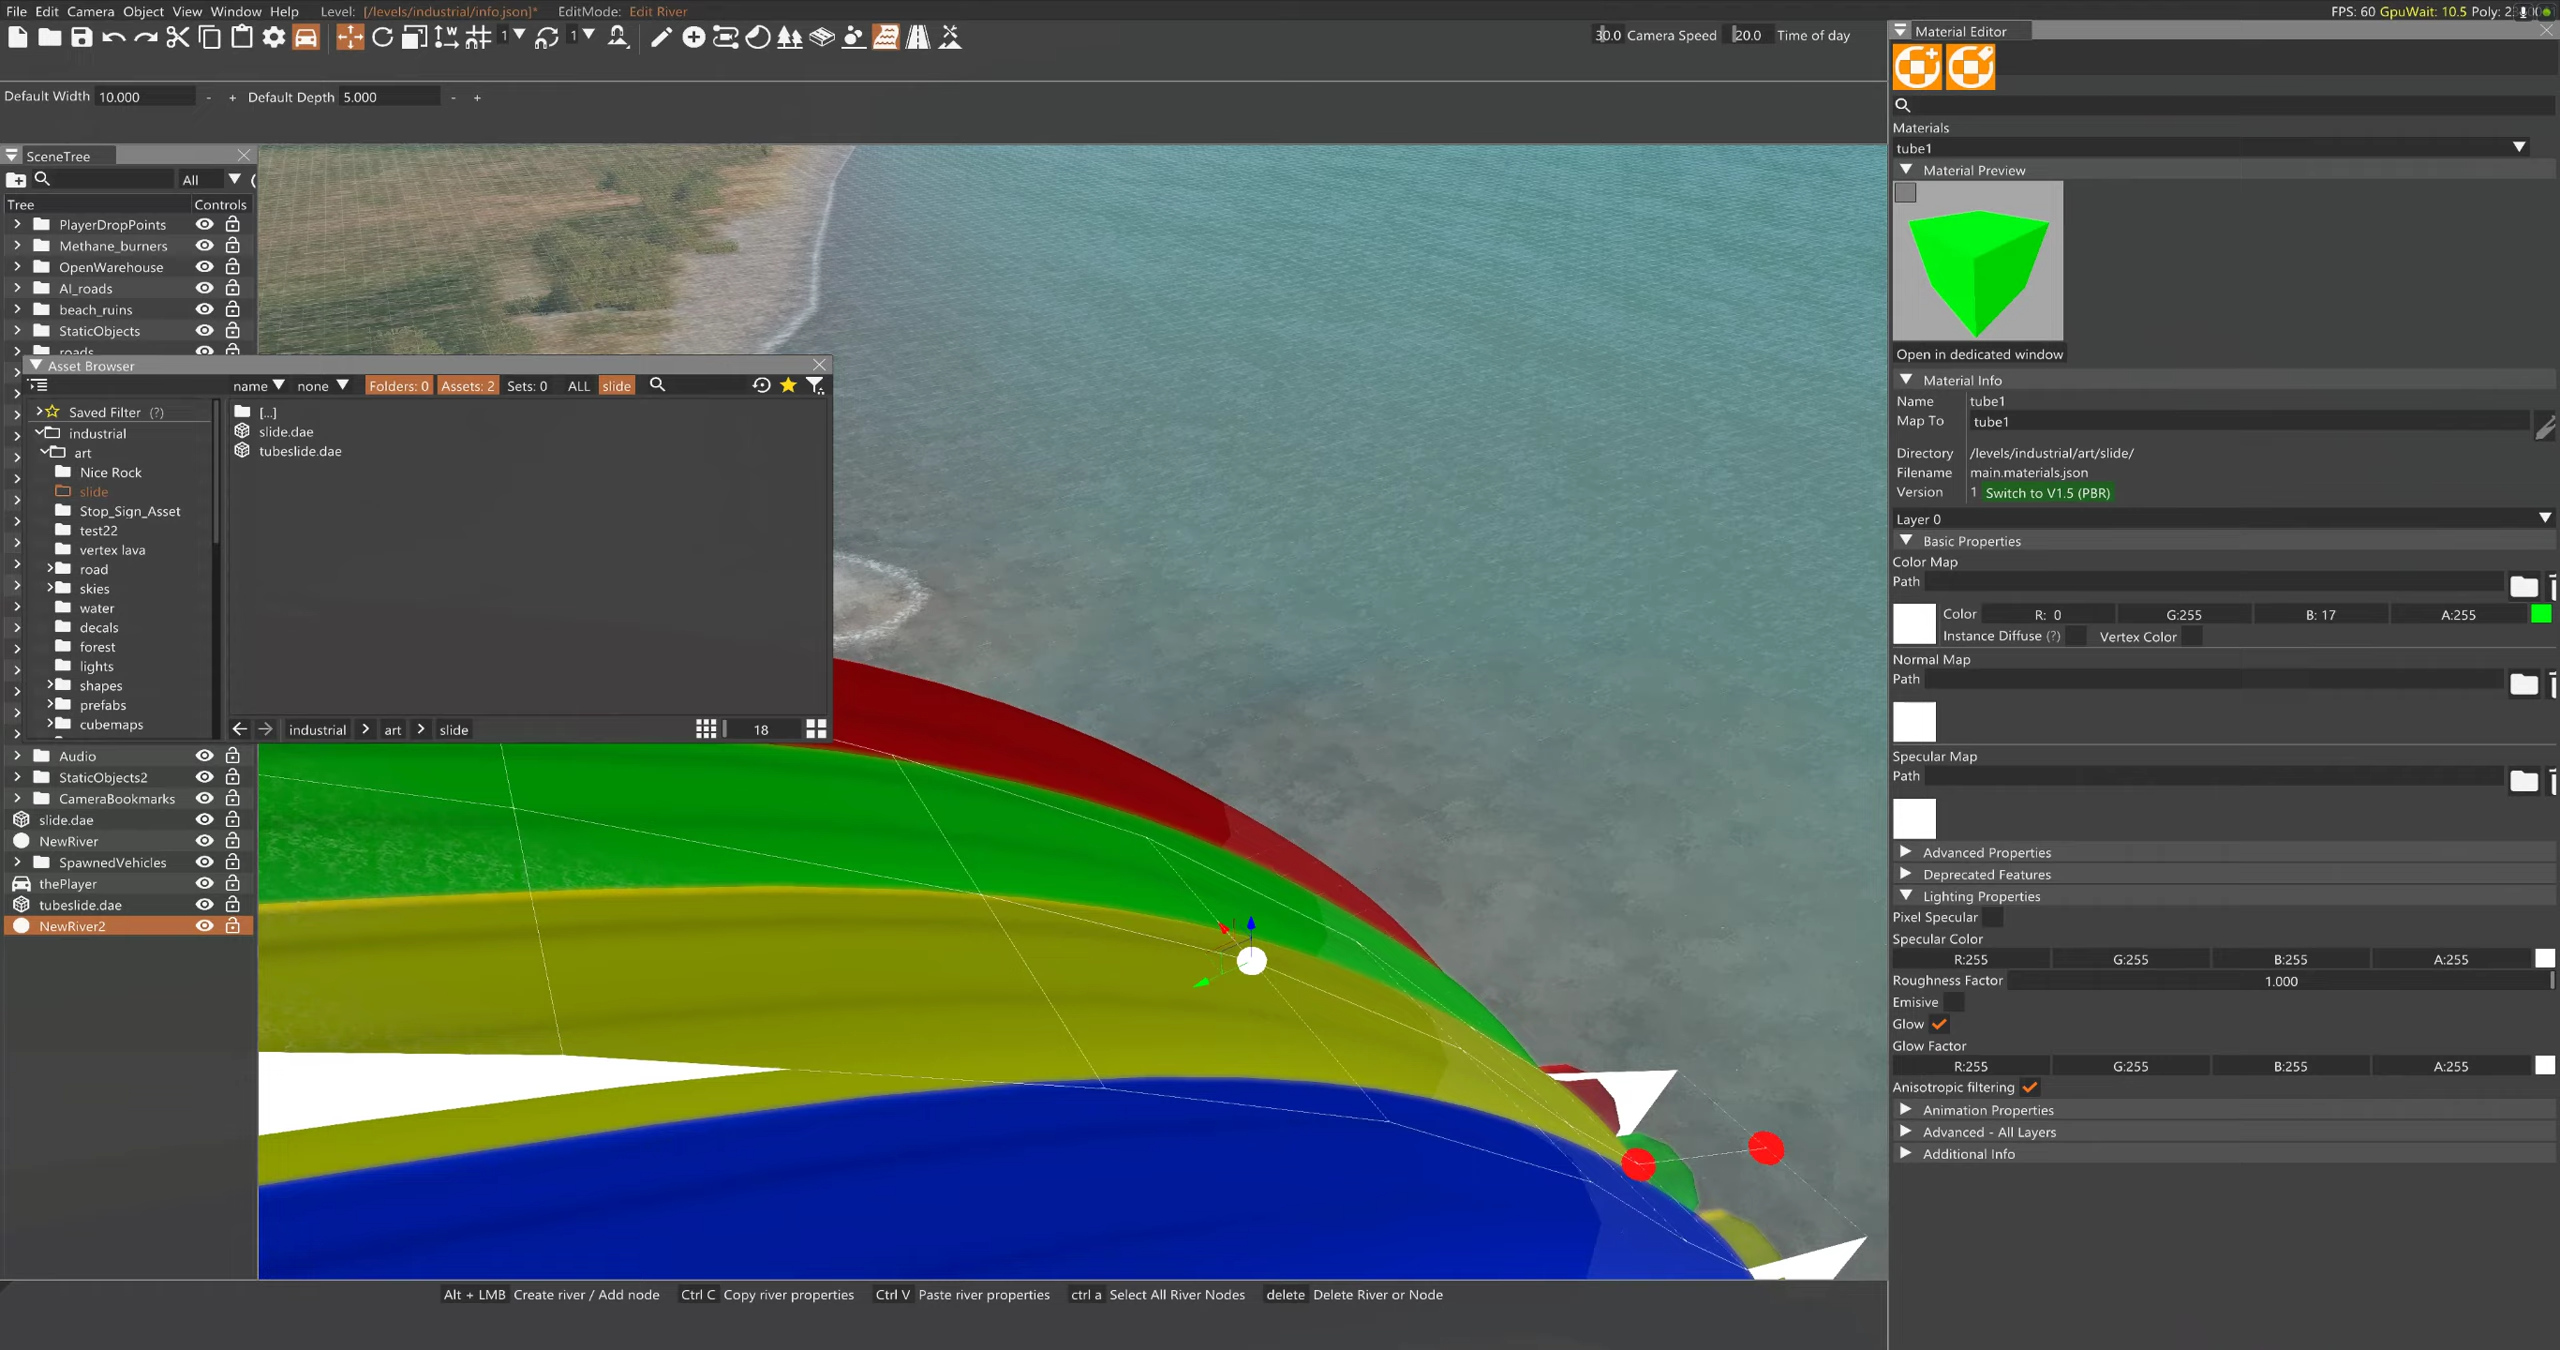 File Edit Camera Object View Window Help Level: [/levels/industrial/info.json]* EditMode: Edit River
FPS: 60 GpuWait: 10.5 Poly:
1 1
30.0 Camera Speed 20.0 Time of day
Default Width 10.000 - + Default Depth 5.000 - +
SceneTree
All
Tree Controls
PlayerDropPoints
Methane_burners
OpenWarehouse
AI_roads
beach_ruins
StaticObjects
roads
Asset Browser
name none Folders: 0 Assets: 2 Sets: 0 ALL slide
Saved Filter (?)
industrial
art
Nice Rock
slide
Stop_Sign_Asset
test22
vertex lava
road
skies
water
decals
forest
lights
shapes
prefabs
cubemaps
[...]
slide.dae
tubeslide.dae
industrial > art > slide
18
Audio
StaticObjects2
CameraBookmarks
slide.dae
NewRiver
SpawnedVehicles
thePlayer
tubeslide.dae
NewRiver2
Alt + LMB Create river / Add node Ctrl C Copy river properties Ctrl V Paste river properties ctrl a Select All River Nodes delete Delete River or Node
Material Editor
Materials
tube1
Material Preview
Open in dedicated window
Material Info
Name tube1
Map To tube1
Directory /levels/industrial/art/slide/
Filename main.materials.json
Version 1 Switch to V1.5 (PBR)
Layer 0
Basic Properties
Color Map
Path
Color R: 0 G:255 B: 17 A:255
Instance Diffuse (?) Vertex Color
Normal Map
Path
Specular Map
Path
Advanced Properties
Deprecated Features
Lighting Properties
Pixel Specular
Specular Color
R:255 G:255 B:255 A:255
Roughness Factor 1.000
Emisive
Glow
Glow Factor
R:255 G:255 B:255 A:255
Anisotropic filtering
Animation Properties
Advanced - All Layers
Additional Info